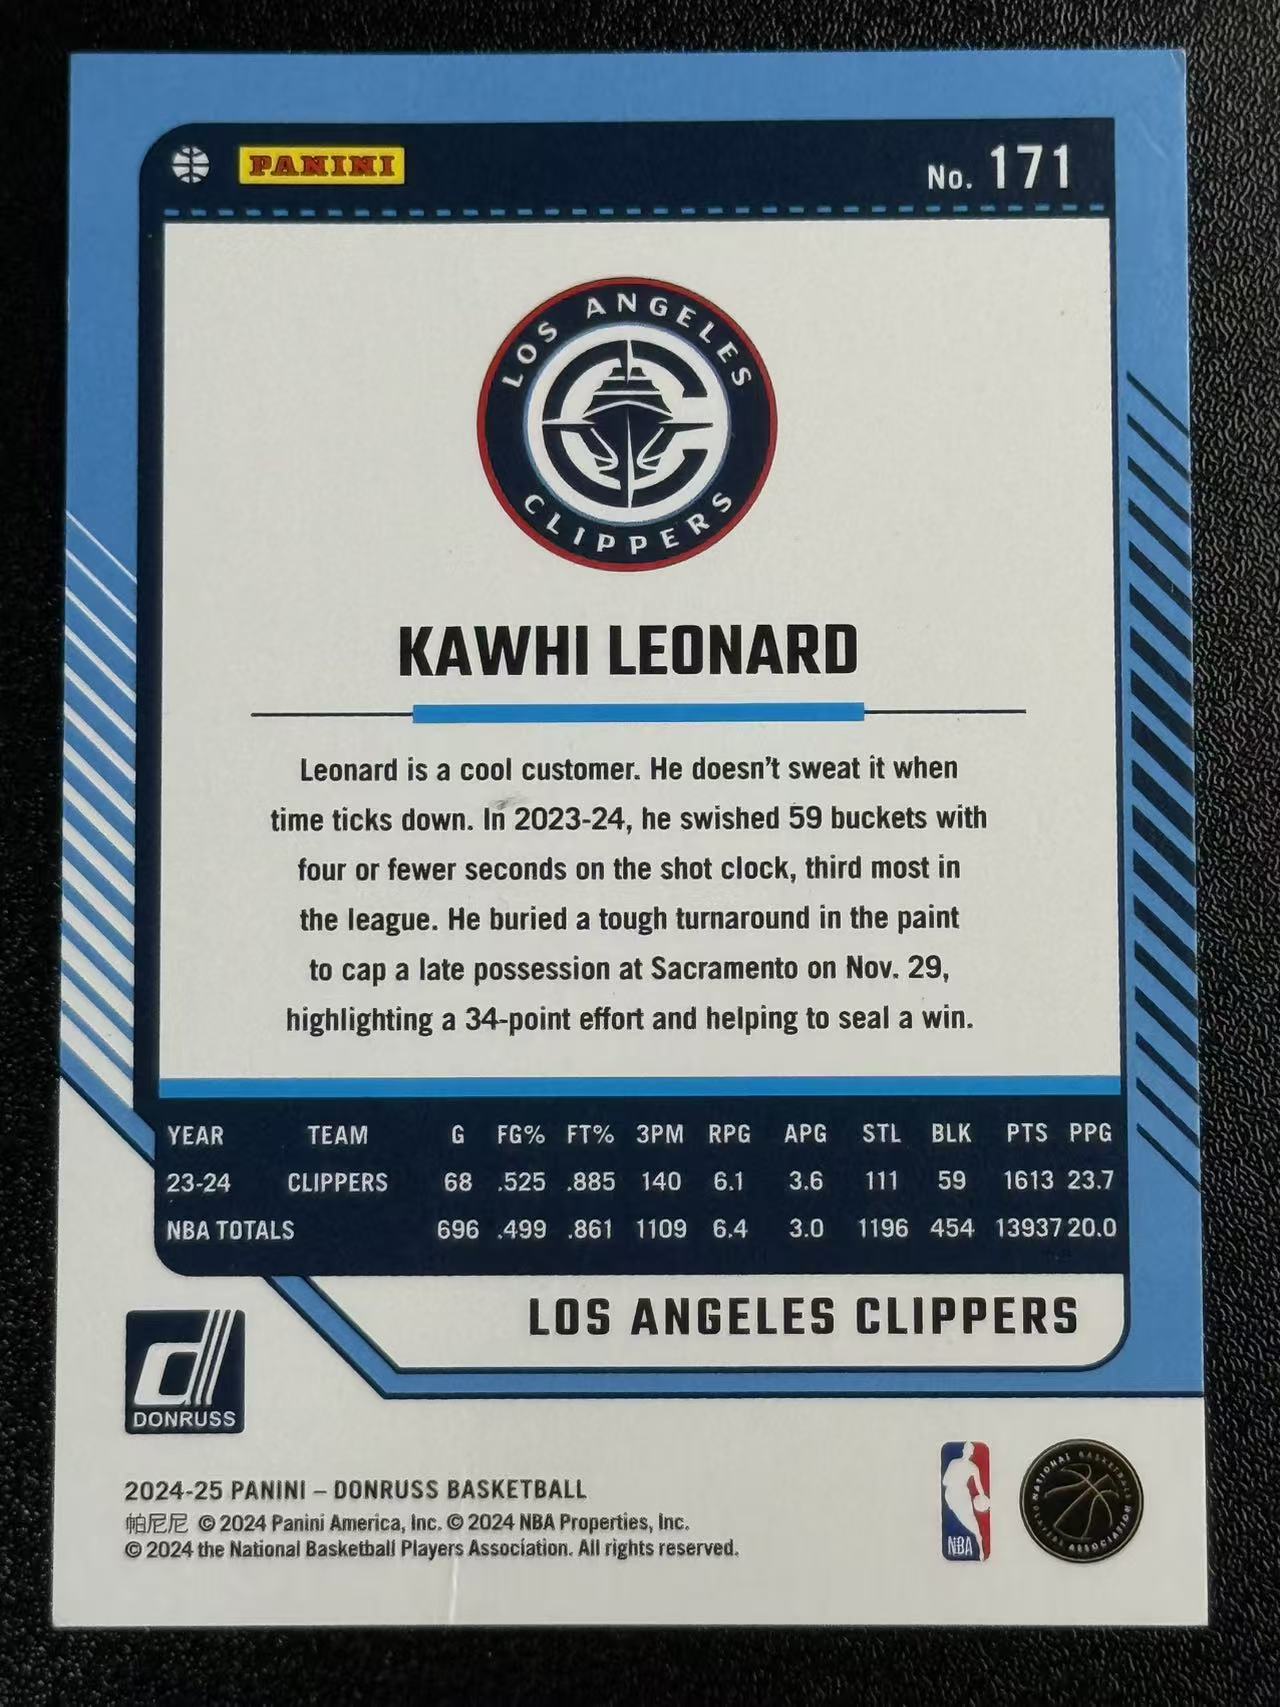 PANINI
No. 171
LOS ANGELES
CLIPPERS
KAWHI LEONARD
Leonard is a cool customer. He doesn't sweat it when
time ticks down. In 2023-24, he swished 59 buckets with
four or fewer seconds on the shot clock, third most in
the league. He buried a tough turnaround in the paint
to cap a late possession at Sacramento on Nov. 29,
highlighting a 34-point effort and helping to seal a win.
YEAR TEAM G FG% FT% 3PM RPG APG STL BLK PTS PPG
23-24 CLIPPERS 68 .525 .885 140 6.1 3.6 111 59 1613 23.7
NBA TOTALS 696 .499 .861 1109 6.4 3.0 1196 454 13937 20.0
LOS ANGELES CLIPPERS
d
DONRUSS
2024-25 PANINI – DONRUSS BASKETBALL
帕尼尼 © 2024 Panini America, Inc. © 2024 NBA Properties, Inc.
© 2024 the National Basketball Players Association. All rights reserved.
NBA
NATIONAL BASKETBALL
PLAYERS ASSOCIATION